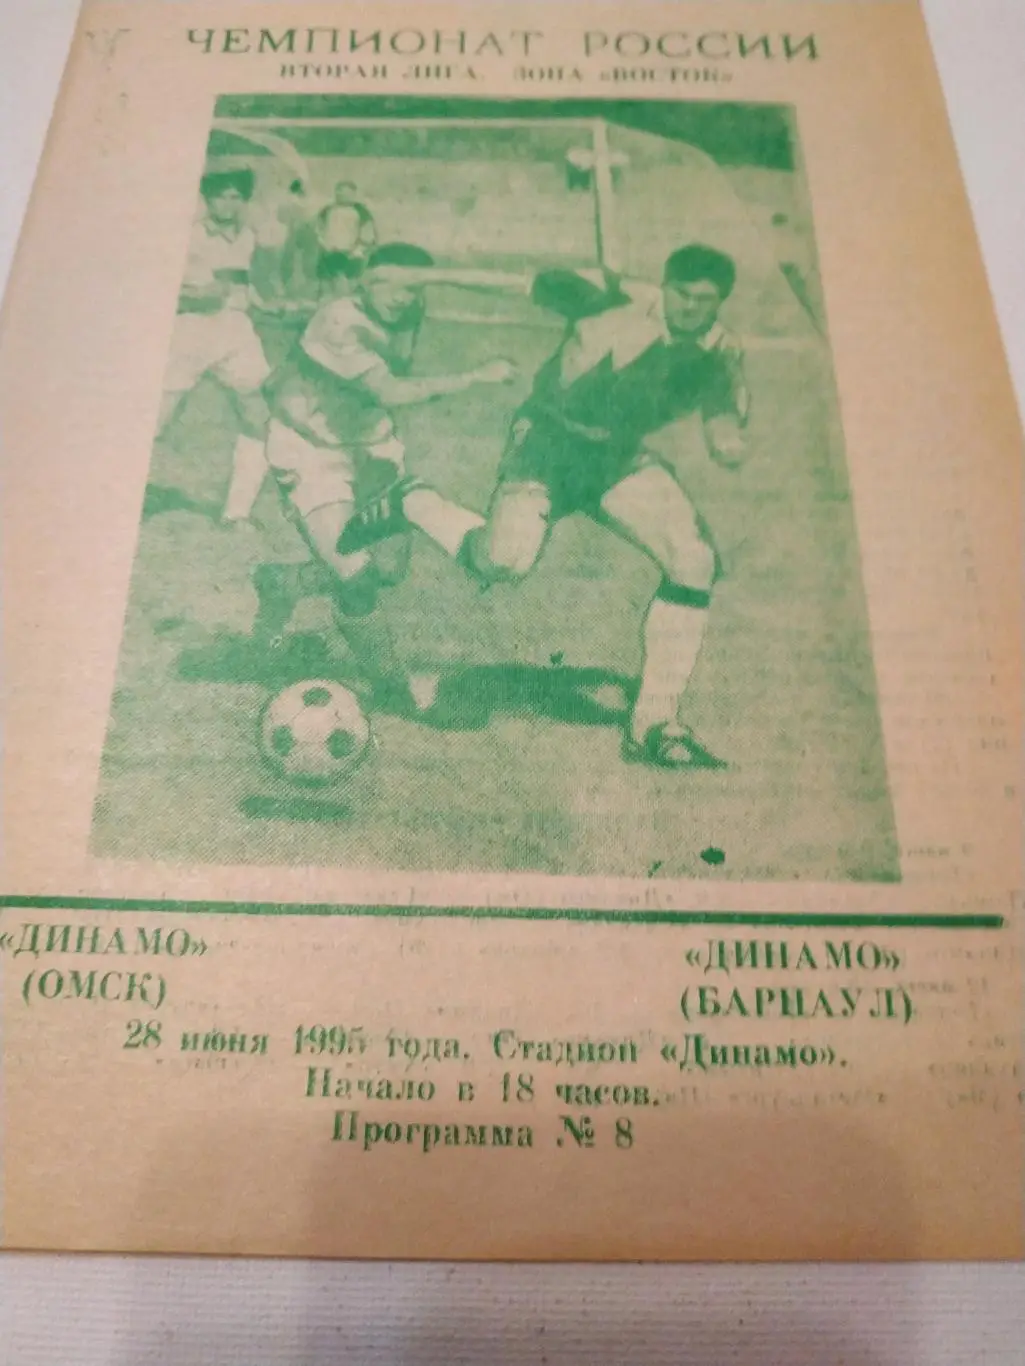 ЧЕМПИОНАТ РОССИИ
ВТОРАЯ ЛИГА. ЗОНА «ВОСТОК»
«ДИНАМО» «ДИНАМО»
(ОМСК) (БАРНАУЛ)
28 июня 1995 года. Стадион «Динамо».
Начало в 18 часов.
Программа № 8